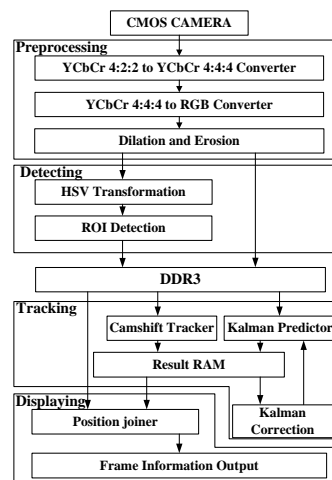 CMOS CAMERA
Preprocessing
YCbCr 4:2:2 to YCbCr 4:4:4 Converter
YCbCr 4:4:4 to RGB Converter
Dilation and Erosion
Detecting
HSV Transformation
ROI Detection
DDR3
Tracking
Camshift Tracker
Kalman Predictor
Result RAM
Kalman
Correction
Displaying
Position joiner
Frame Information Output